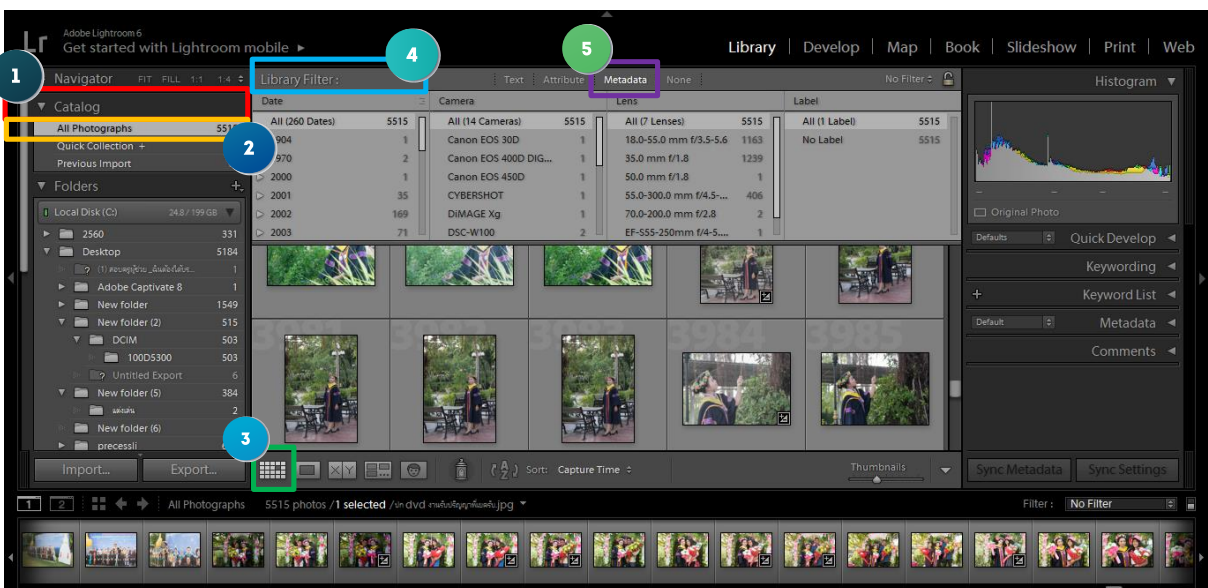 Lr
Adobe Lightroom 6
Get started with Lightroom mobile ▸
Library | Develop | Map | Book | Slideshow | Print | Web
1
2
3
4
5
Navigator FIT FILL 1:1 1:4
Catalog
All Photographs
Quick Collection +
Previous Import
Folders +
Local Disk (C:) 24.8 / 199 GB
2560 331
Desktop 5184
1
Adobe Captivate 8 1
New folder 1549
New folder (2) 515
DCIM 503
100D5300 503
Untitled Export 6
New folder (5) 384
2
New folder (6)
precessli
Import... Export...
Library Filter : Text Attribute Metadata None No Filter
Date Camera Lens Label
All (260 Dates) 5515 All (14 Cameras) 5515 All (7 Lenses) 5515 All (1 Label) 5515
1 Canon EOS 30D 1 18.0-55.0 mm f/3.5-5.6 1163 No Label 5515
2 Canon EOS 400D DIG... 1 35.0 mm f/1.8 1239
2000 1 Canon EOS 450D 1 50.0 mm f/1.8 1
2001 35 CYBERSHOT 1 55.0-300.0 mm f/4.5-... 406
2002 169 DiMAGE Xg 1 70.0-200.0 mm f/2.8 2
2003 71 DSC-W100 2 EF-S55-250mm f/4-5.... 1
3981 3982 3983 3984 3985
XY Sort: Capture Time Thumbnails
Histogram
Original Photo
Defaults Quick Develop
Keywording
+ Keyword List
Default Metadata
Comments
Sync Metadata Sync Settings
1 2 All Photographs 5515 photos / 1 selected / Filter : No Filter